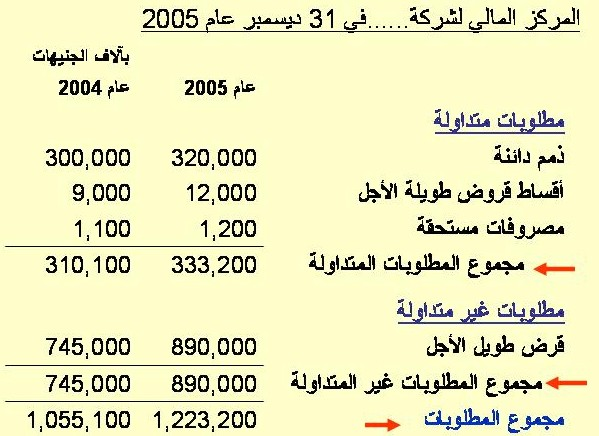 المركز المالي لشركة......في 31 ديسمبر عام 2005
بآلاف الجنيهات
عام 2005 عام 2004
مطلوبات متداولة
ذمم دائنة 320,000 300,000
أقساط قروض طويلة الأجل 12,000 9,000
مصروفات مستحقة 1,200 1,100
مجموع المطلوبات المتداولة 333,200 310,100
مطلوبات غير متداولة
قرض طويل الأجل 890,000 745,000
مجموع المطلوبات غير المتداولة 890,000 745,000
مجموع المطلوبات 1,223,200 1,055,100